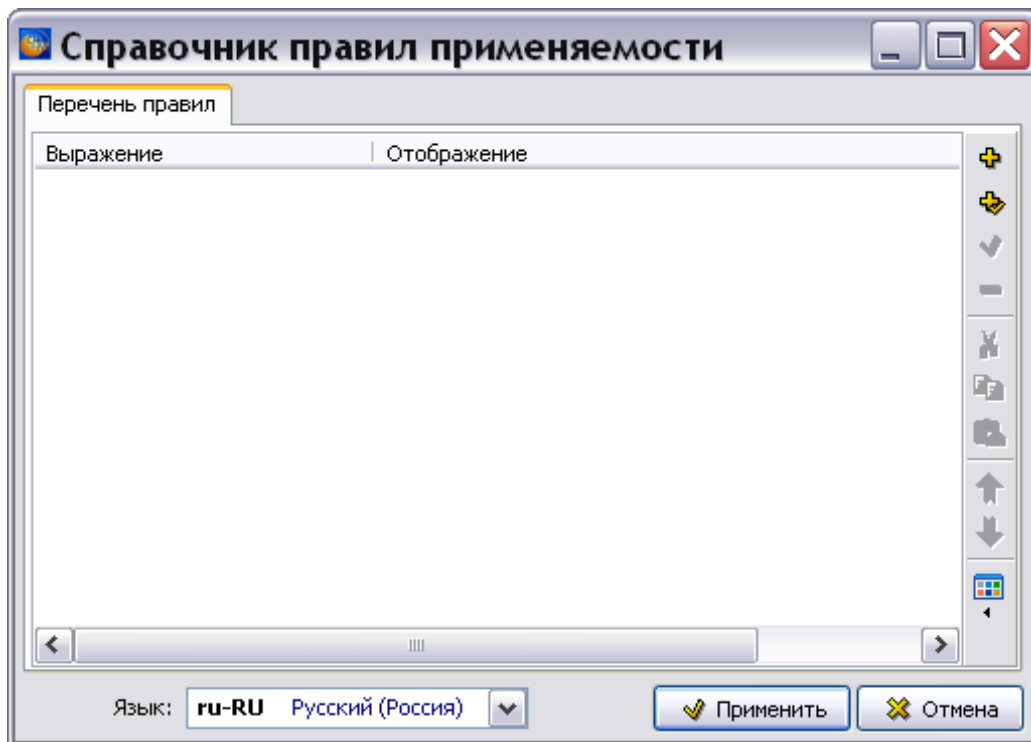 Справочник правил применяемости
Перечень правил
Выражение Отображение
Язык: ru-RU Русский (Россия) Применить Отмена